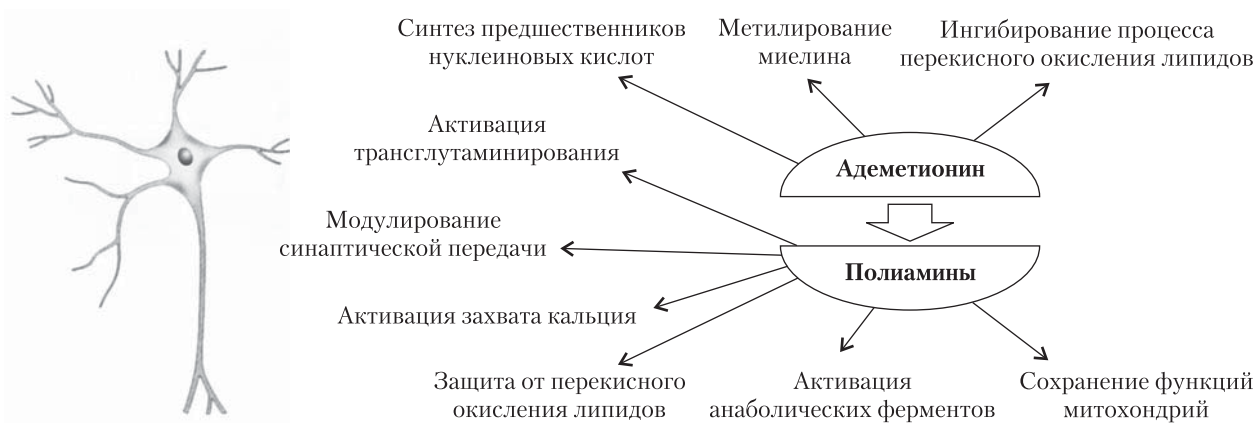 Синтез предшественников
нуклеиновых кислот
Метилирование
миелина
Ингибирование процесса
перекисного окисления липидов
Активация
трансглутаминирования
Адеметионин
Модулирование
синаптической передачи
Полиамины
Активация захвата кальция
Защита от перекисного
окисления липидов
Активация
анаболических ферментов
Сохранение функций
митохондрий